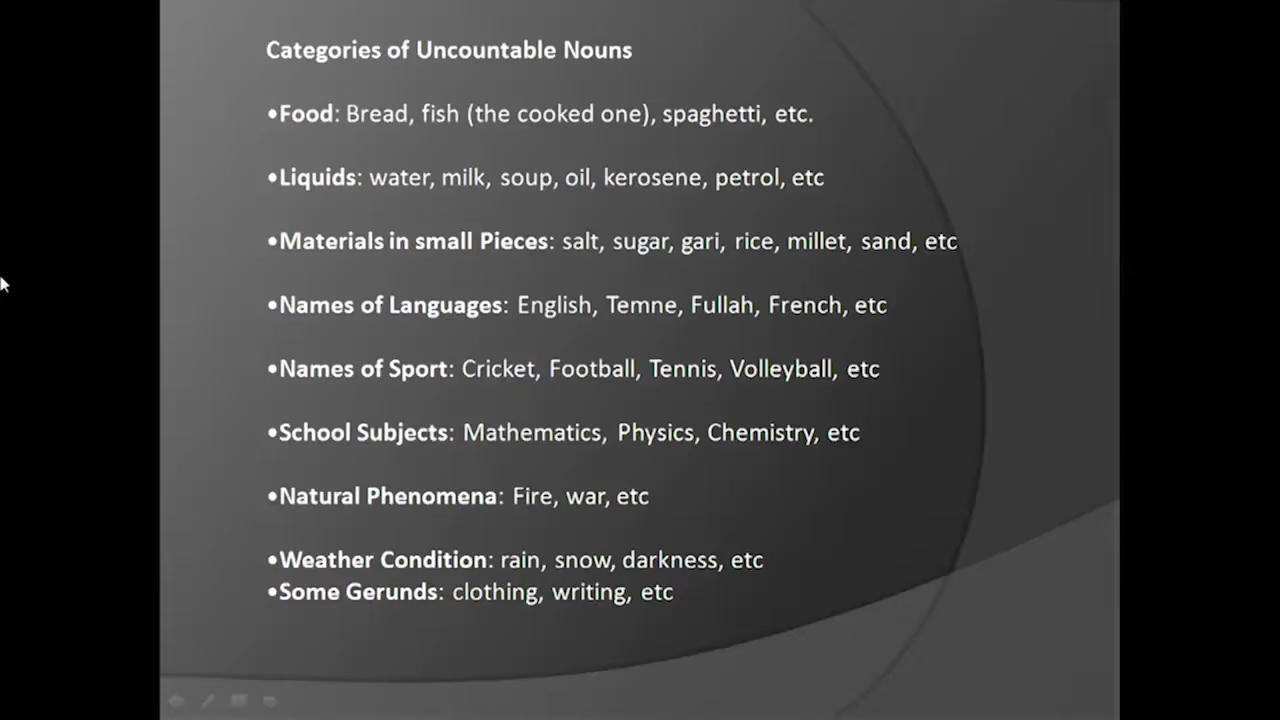 Categories of Uncountable Nouns
•Food: Bread, fish (the cooked one), spaghetti, etc.
•Liquids: water, milk, soup, oil, kerosene, petrol, etc
•Materials in small Pieces: salt, sugar, gari, rice, millet, sand, etc
•Names of Languages: English, Temne, Fullah, French, etc
•Names of Sport: Cricket, Football, Tennis, Volleyball, etc
•School Subjects: Mathematics, Physics, Chemistry, etc
•Natural Phenomena: Fire, war, etc
•Weather Condition: rain, snow, darkness, etc
•Some Gerunds: clothing, writing, etc